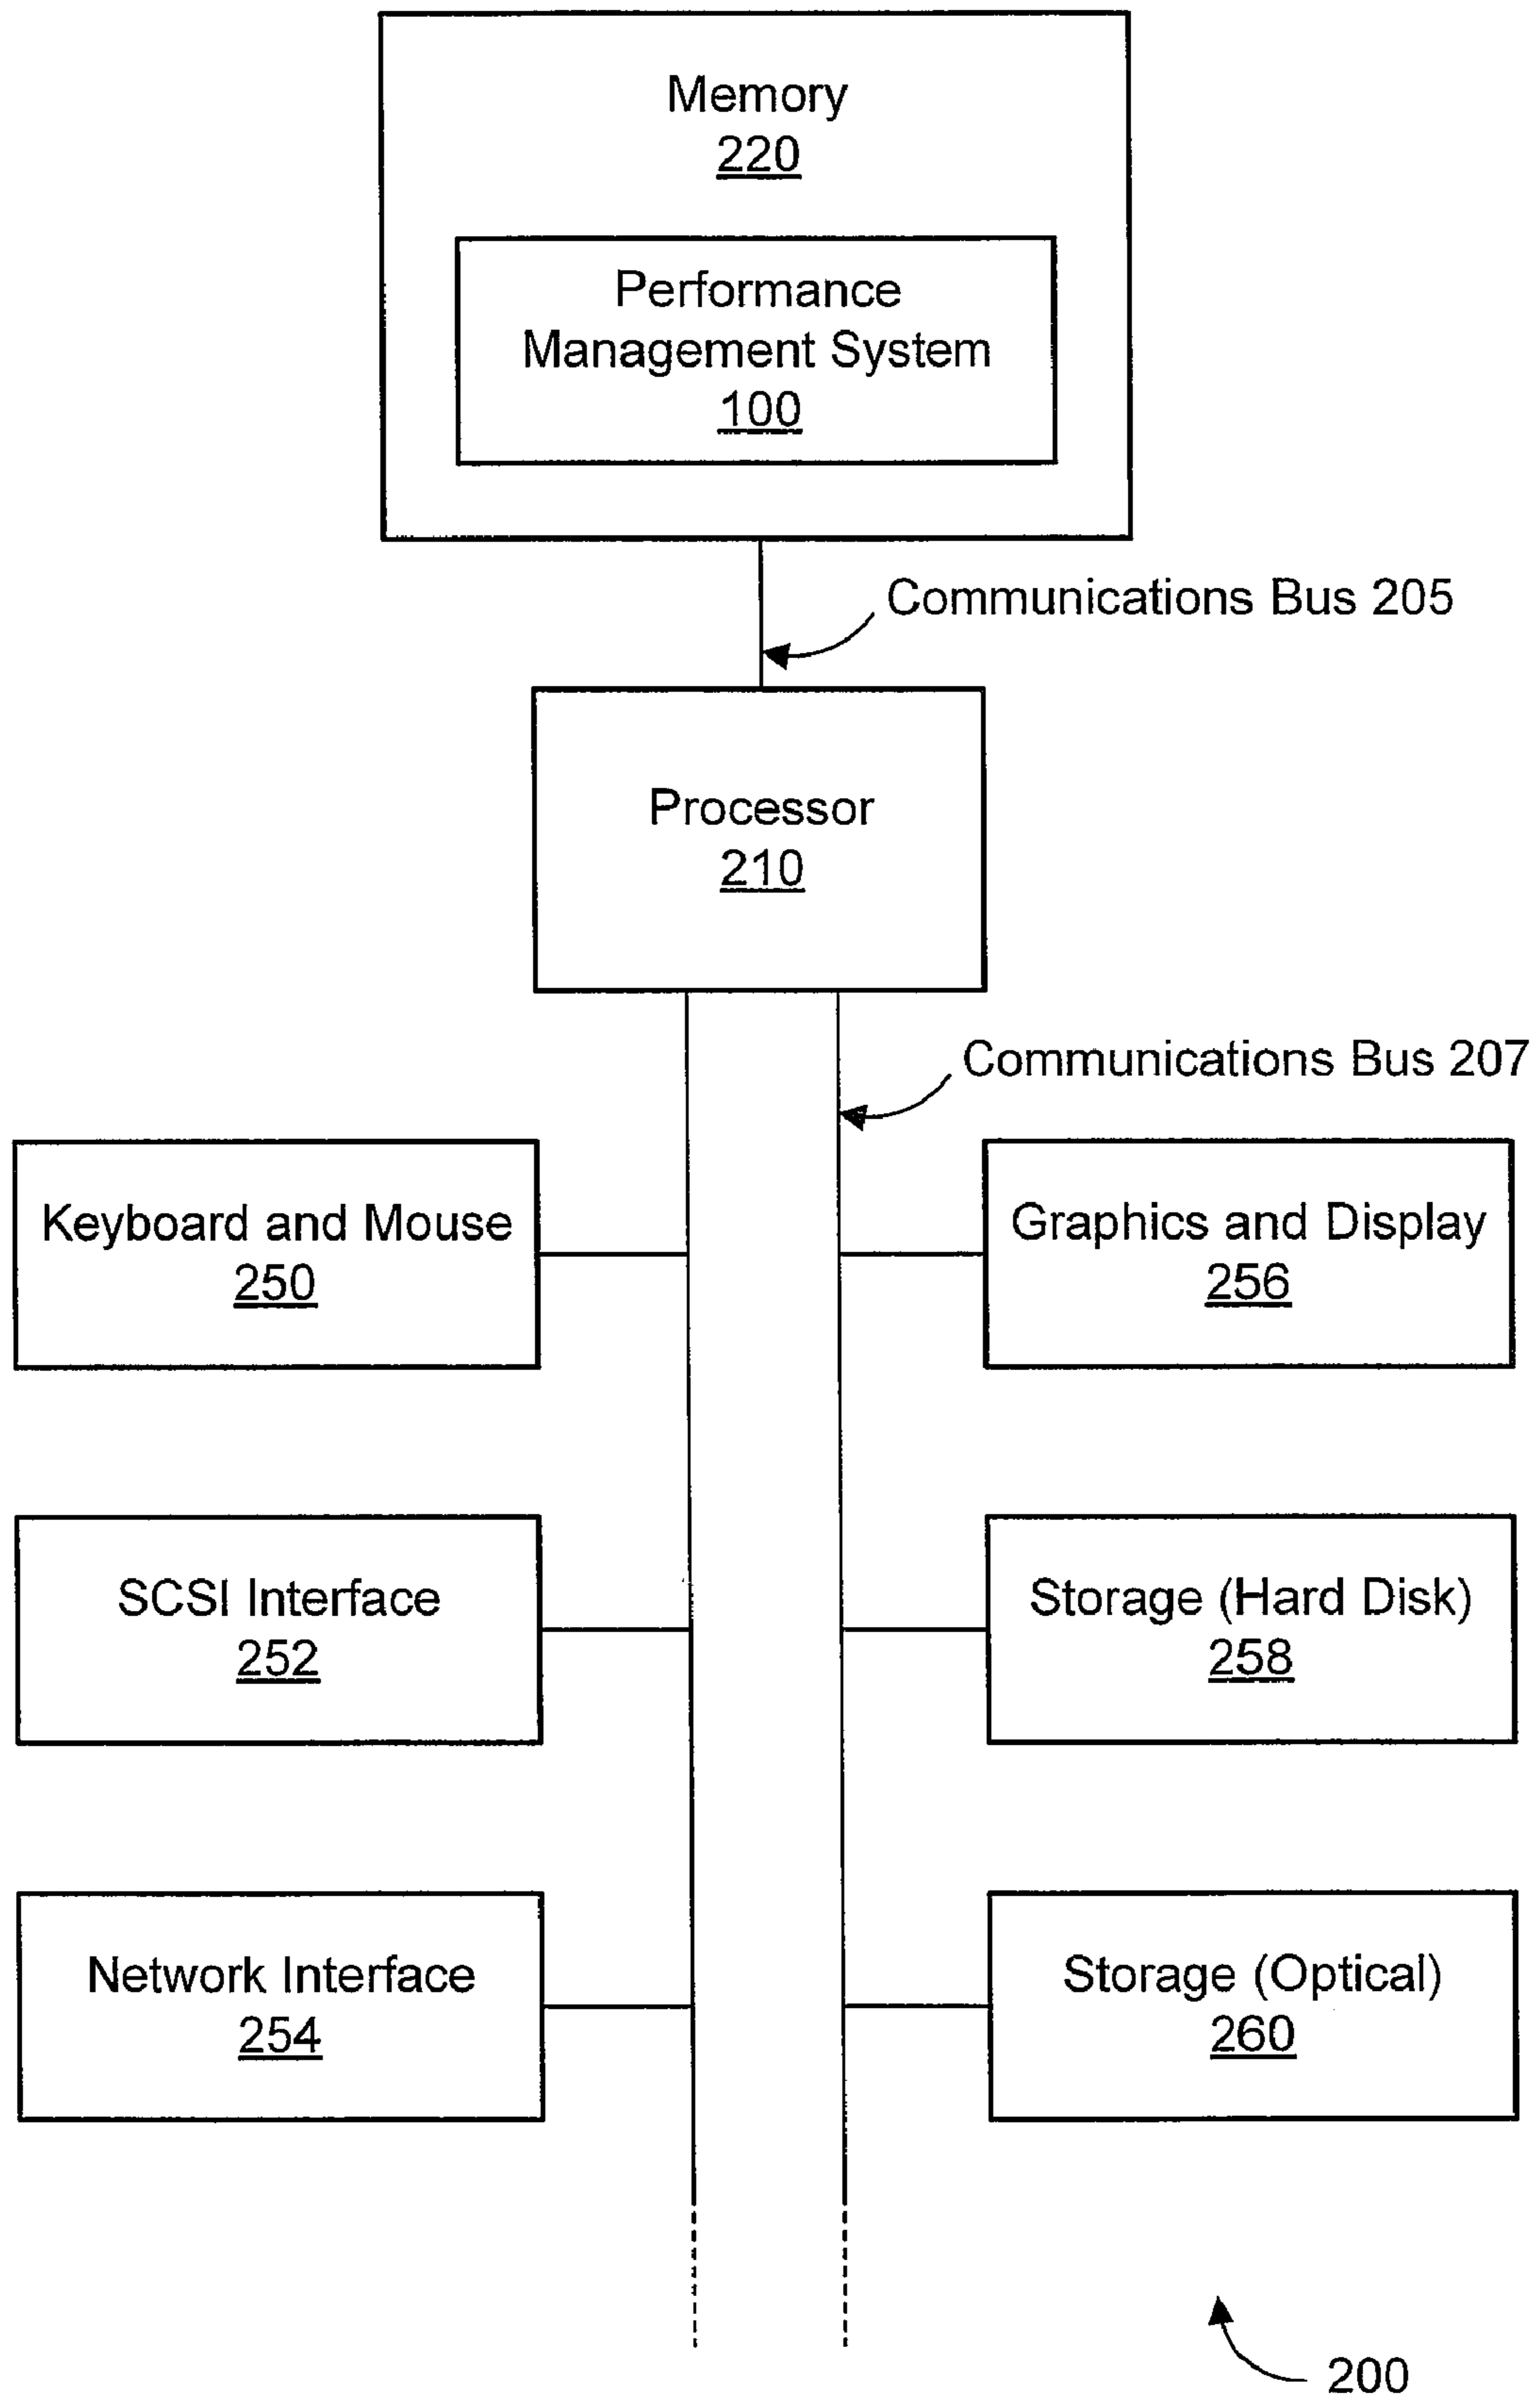 Memory
220
Performance
Management System
100
Communications Bus 205
Processor
210
Communications Bus 207
Keyboard and Mouse
250
Graphics and Display
256
SCSI Interface
252
Storage (Hard Disk)
258
Network Interface
254
Storage (Optical)
260
200